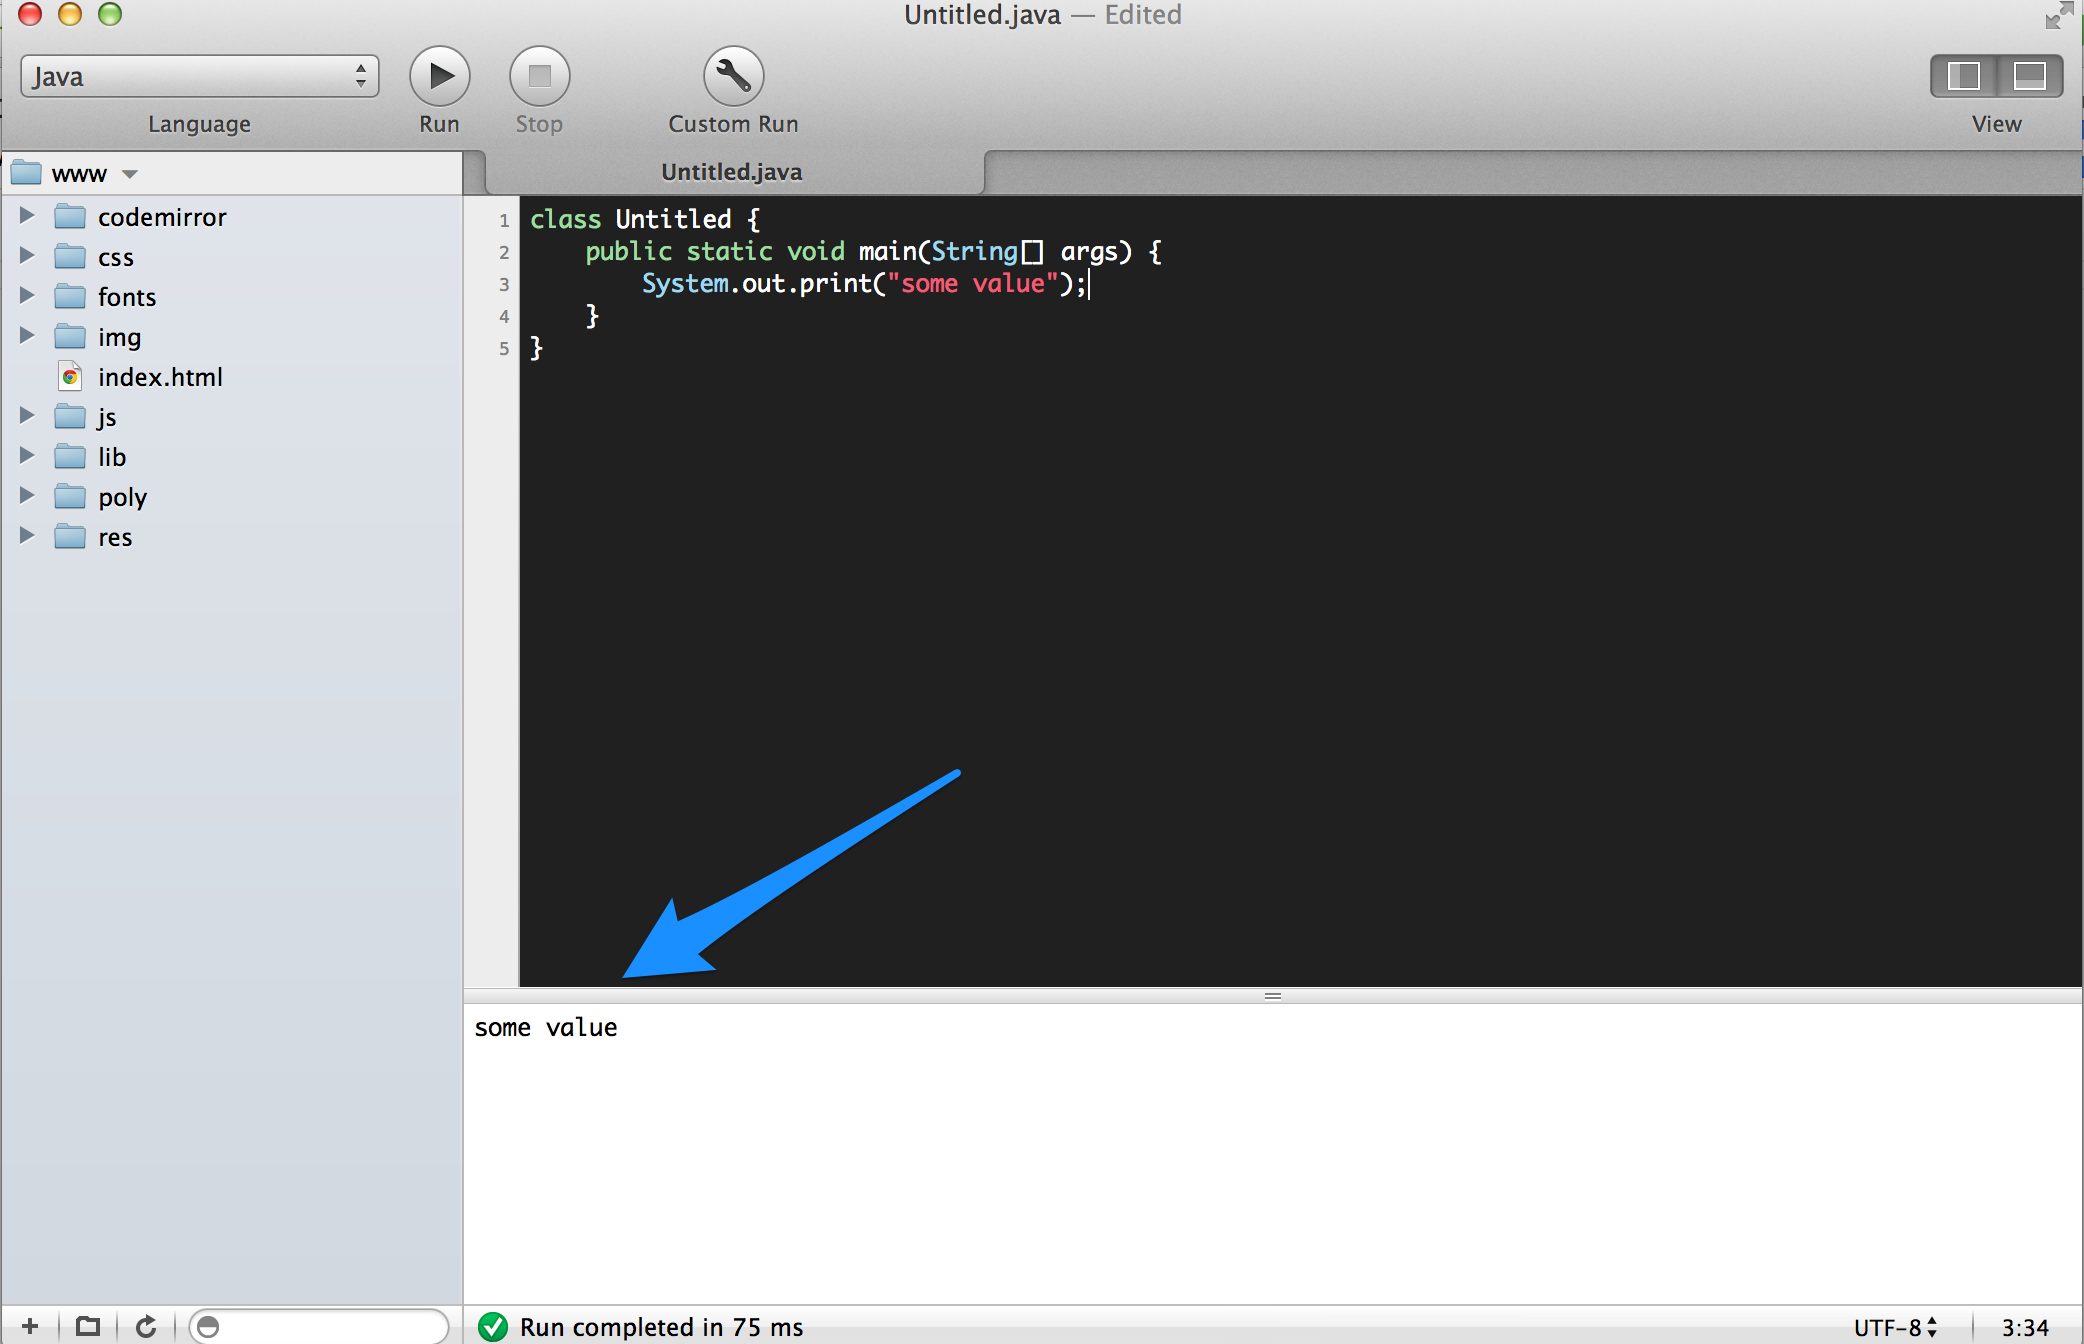 Untitled.java — Edited
Java
Language
Run
Stop
Custom Run
View
www
Untitled.java
codemirror
css
fonts
img
index.html
js
lib
poly
res
1 class Untitled {
2     public static void main(String[] args) {
3         System.out.print("some value");
4     }
5 }
some value
Run completed in 75 ms
UTF-8
3:34